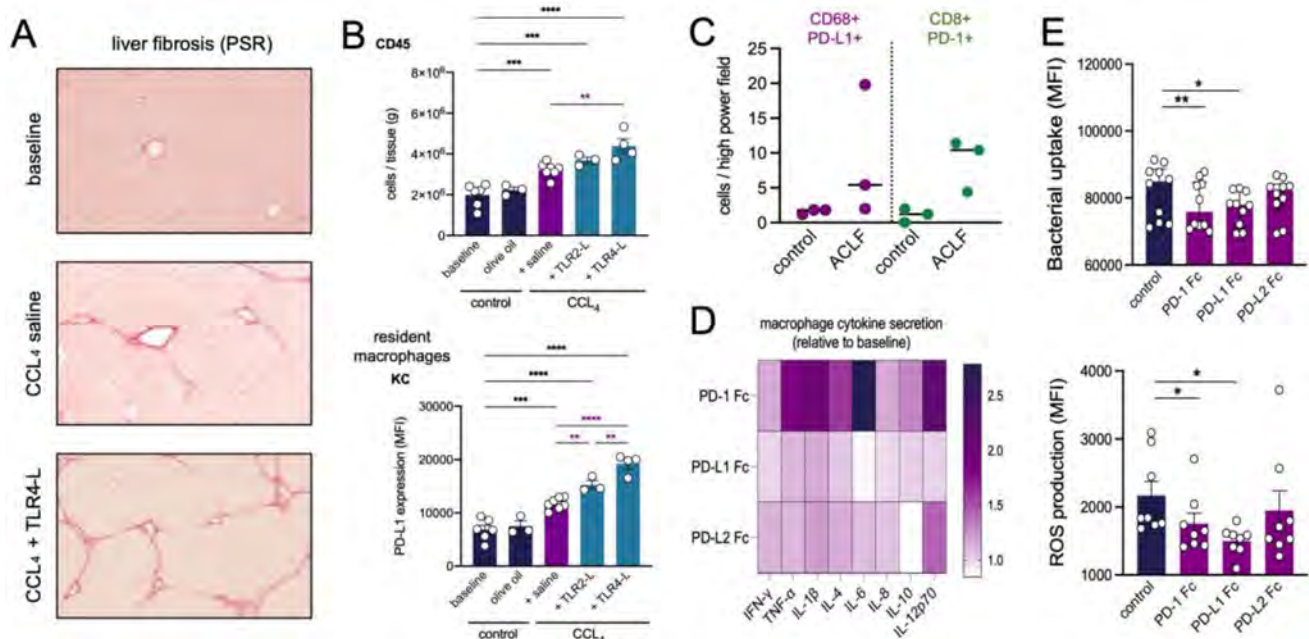 A
liver fibrosis (PSR)
baseline
CCL₄ saline
CCL₄ + TLR4-L
B
CD45
****
***
***
**
cells / tissue (g)
8×10⁶
6×10⁶
4×10⁶
2×10⁶
0
baseline
olive oil
+ saline
+ TLR2-L
+ TLR4-L
control
CCL₄
resident
macrophages
KC
****
****
***
****
**
**
PD-L1 expression (MFI)
30000
20000
10000
0
baseline
olive oil
+ saline
+ TLR2-L
+ TLR4-L
control
CCL₄
C
CD68+
PD-L1+
CD8+
PD-1+
cells / high power field
25
20
15
10
5
0
control
ACLF
control
ACLF
D
macrophage cytokine secretion
(relative to baseline)
PD-1 Fc
PD-L1 Fc
PD-L2 Fc
IFN-γ
TNF-α
IL-1β
IL-4
IL-6
IL-8
IL-10
IL-12p70
2.5
2.0
1.5
1.0
E
Bacterial uptake (MFI)
120000
100000
80000
60000
*
**
control
PD-1 Fc
PD-L1 Fc
PD-L2 Fc
ROS production (MFI)
4000
3000
2000
1000
*
*
control
PD-1 Fc
PD-L1 Fc
PD-L2 Fc